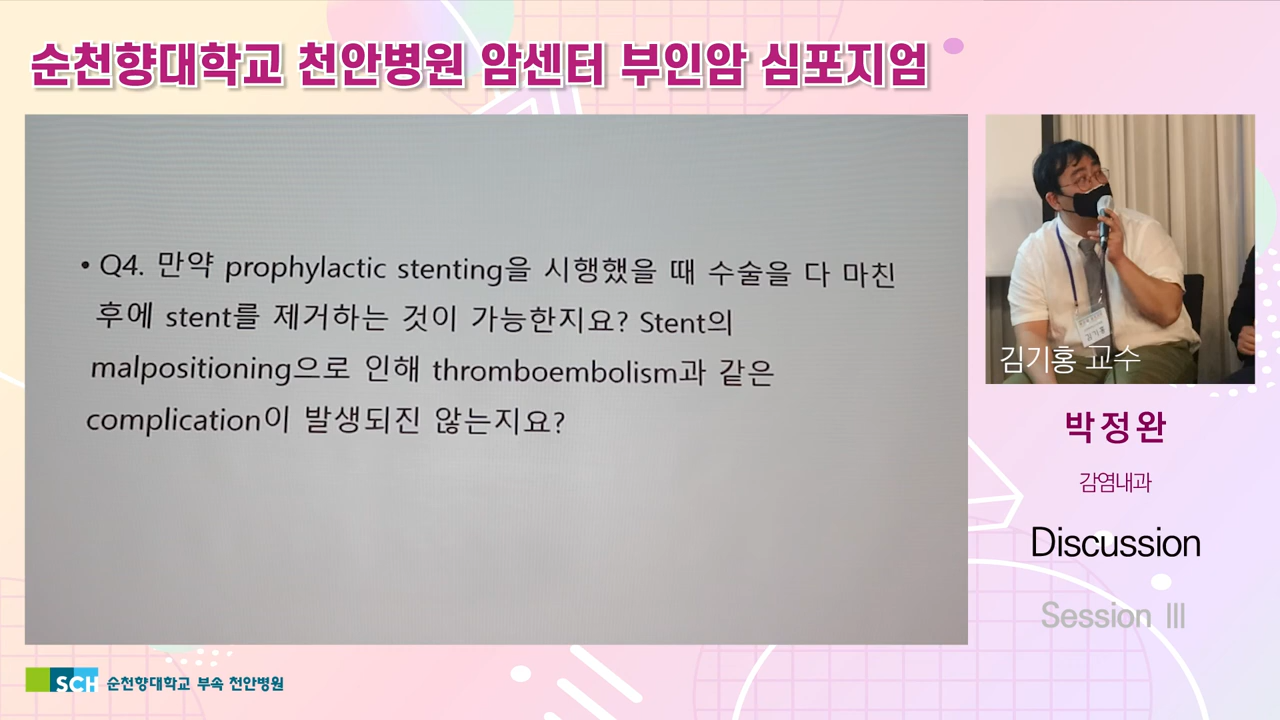 순천향대학교 천안병원 암센터 부인암 심포지엄
• Q4. 만약 prophylactic stenting을 시행했을 때 수술을 다 마친
후에 stent를 제거하는 것이 가능한지요? Stent의
malpositioning으로 인해 thromboembolism과 같은
complication이 발생되진 않는지요?
김기홍
김기홍 교수
박정완
감염내과
Discussion
Session III
SCH 순천향대학교 부속 천안병원